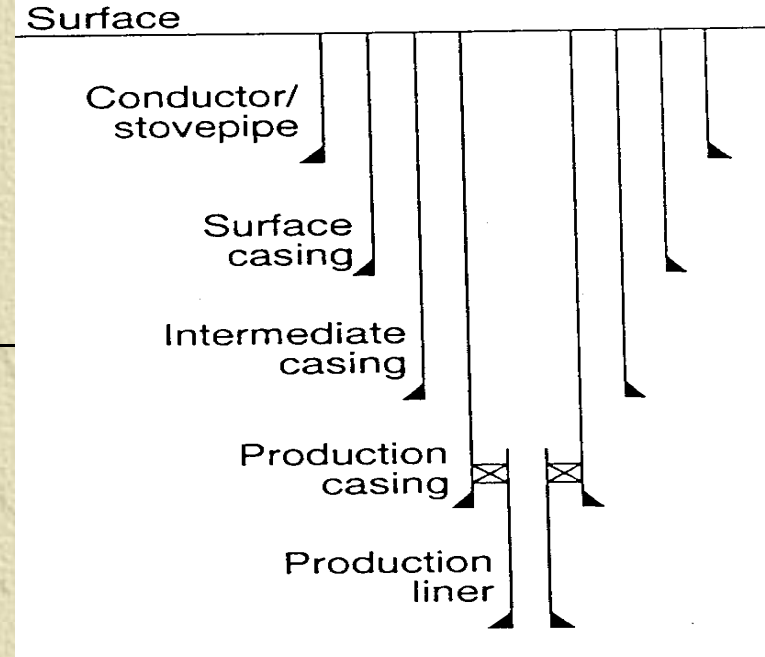 Surface
Conductor/
stovepipe
Surface
casing
Intermediate
casing
Production
casing
Production
liner